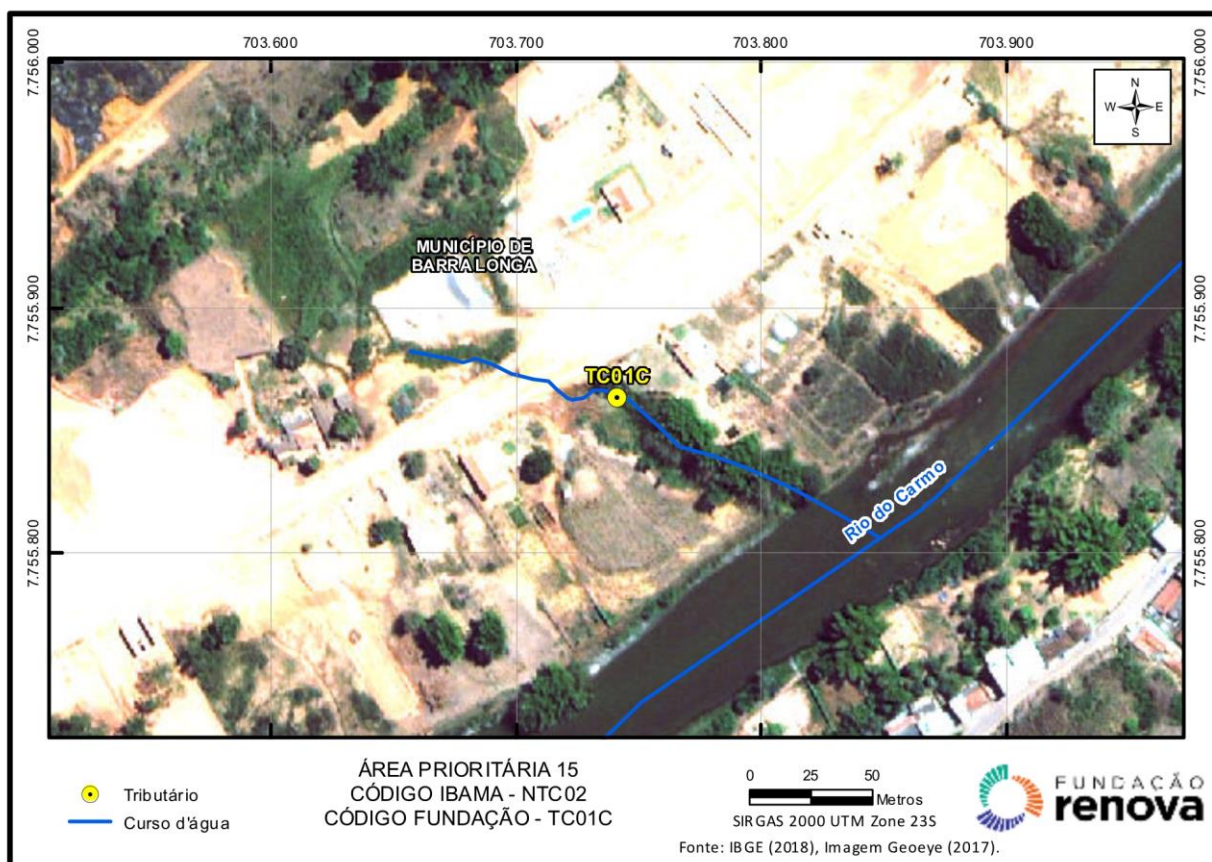 703.600 703.700 703.800 703.900
7.756.000 7.756.000
N
W E
S
MUNICÍPIO DE
BARRA LONGA
7.755.900 7.755.900
TC01C
Rio do Carmo
7.755.800 7.755.800
Tributário
Curso d'água
ÁREA PRIORITÁRIA 15
CÓDIGO IBAMA - NTC02
CÓDIGO FUNDAÇÃO - TC01C
0 25 50
Metros
SIRGAS 2000 UTM Zone 23S
FUNDAÇÃO
renova
Fonte: IBGE (2018), Imagem Geoeye (2017).